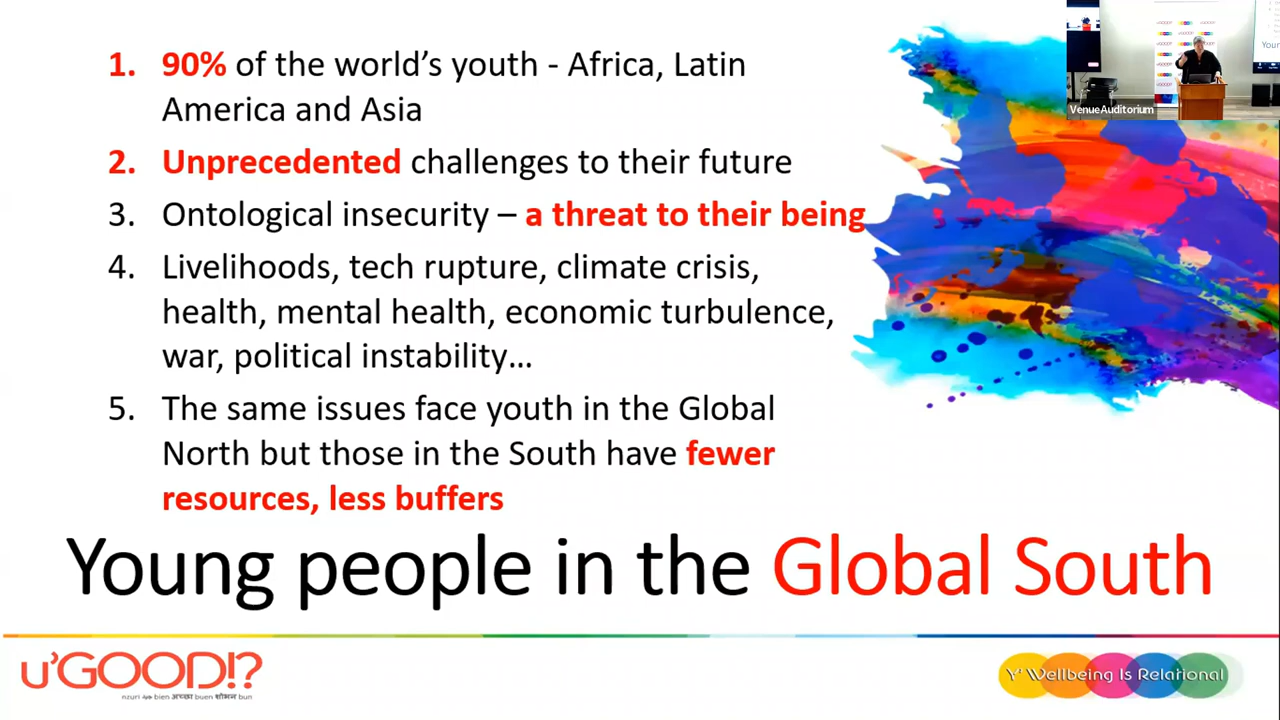 1. 90% of the world's youth - Africa, Latin
America and Asia
2. Unprecedented challenges to their future
3. Ontological insecurity – a threat to their being
4. Livelihoods, tech rupture, climate crisis,
health, mental health, economic turbulence,
war, political instability...
5. The same issues face youth in the Global
North but those in the South have fewer
resources, less buffers
Young people in the Global South
Venue Auditorium
u'GOOD!?
nzuri bien अच्छा buen शोभन bun
Y' Wellbeing Is Relational